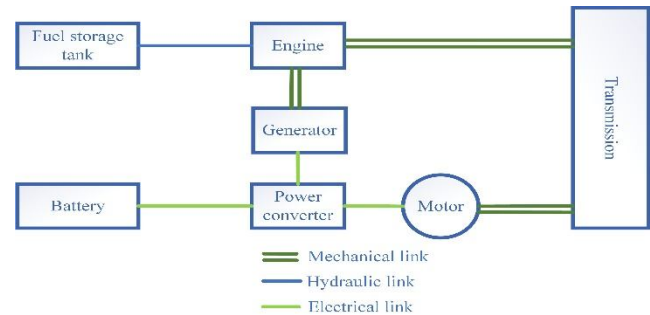 Fuel storage
tank
Engine
Transmission
Generator
Battery
Power
converter
Motor
Mechanical link
Hydraulic link
Electrical link